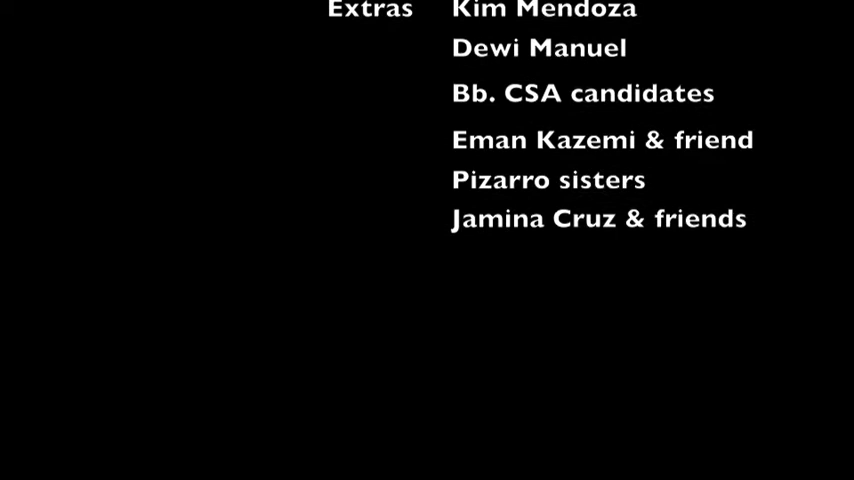 Extras Kim Mendoza
Dewi Manuel
Bb. CSA candidates
Eman Kazemi & friend
Pizarro sisters
Jamina Cruz & friends